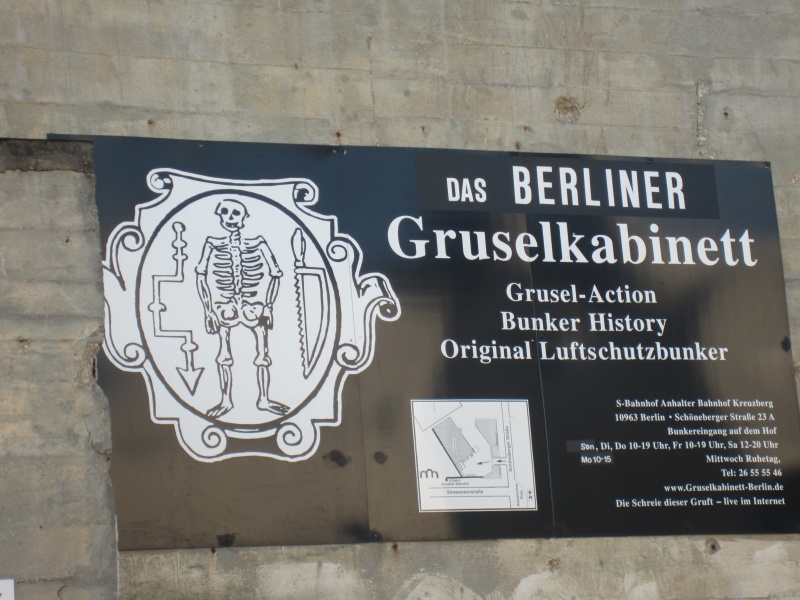 DAS BERLINER
Gruselkabinett
Grusel-Action
Bunker History
Original Luftschutzbunker
S-Bahnhof Anhalter Bahnhof Kreuzberg
10963 Berlin • Schöneberger Straße 23 A
Bunkereingang auf dem Hof
Son, Di, Do 10-19 Uhr, Fr 10-19 Uhr, Sa 12-20 Uhr
Mo 10-15 Mittwoch Ruhetag,
Tel: 26 55 55 46
www.Gruselkabinett-Berlin.de
Die Schreie dieser Gruft – live im Internet
Stresemannstraße